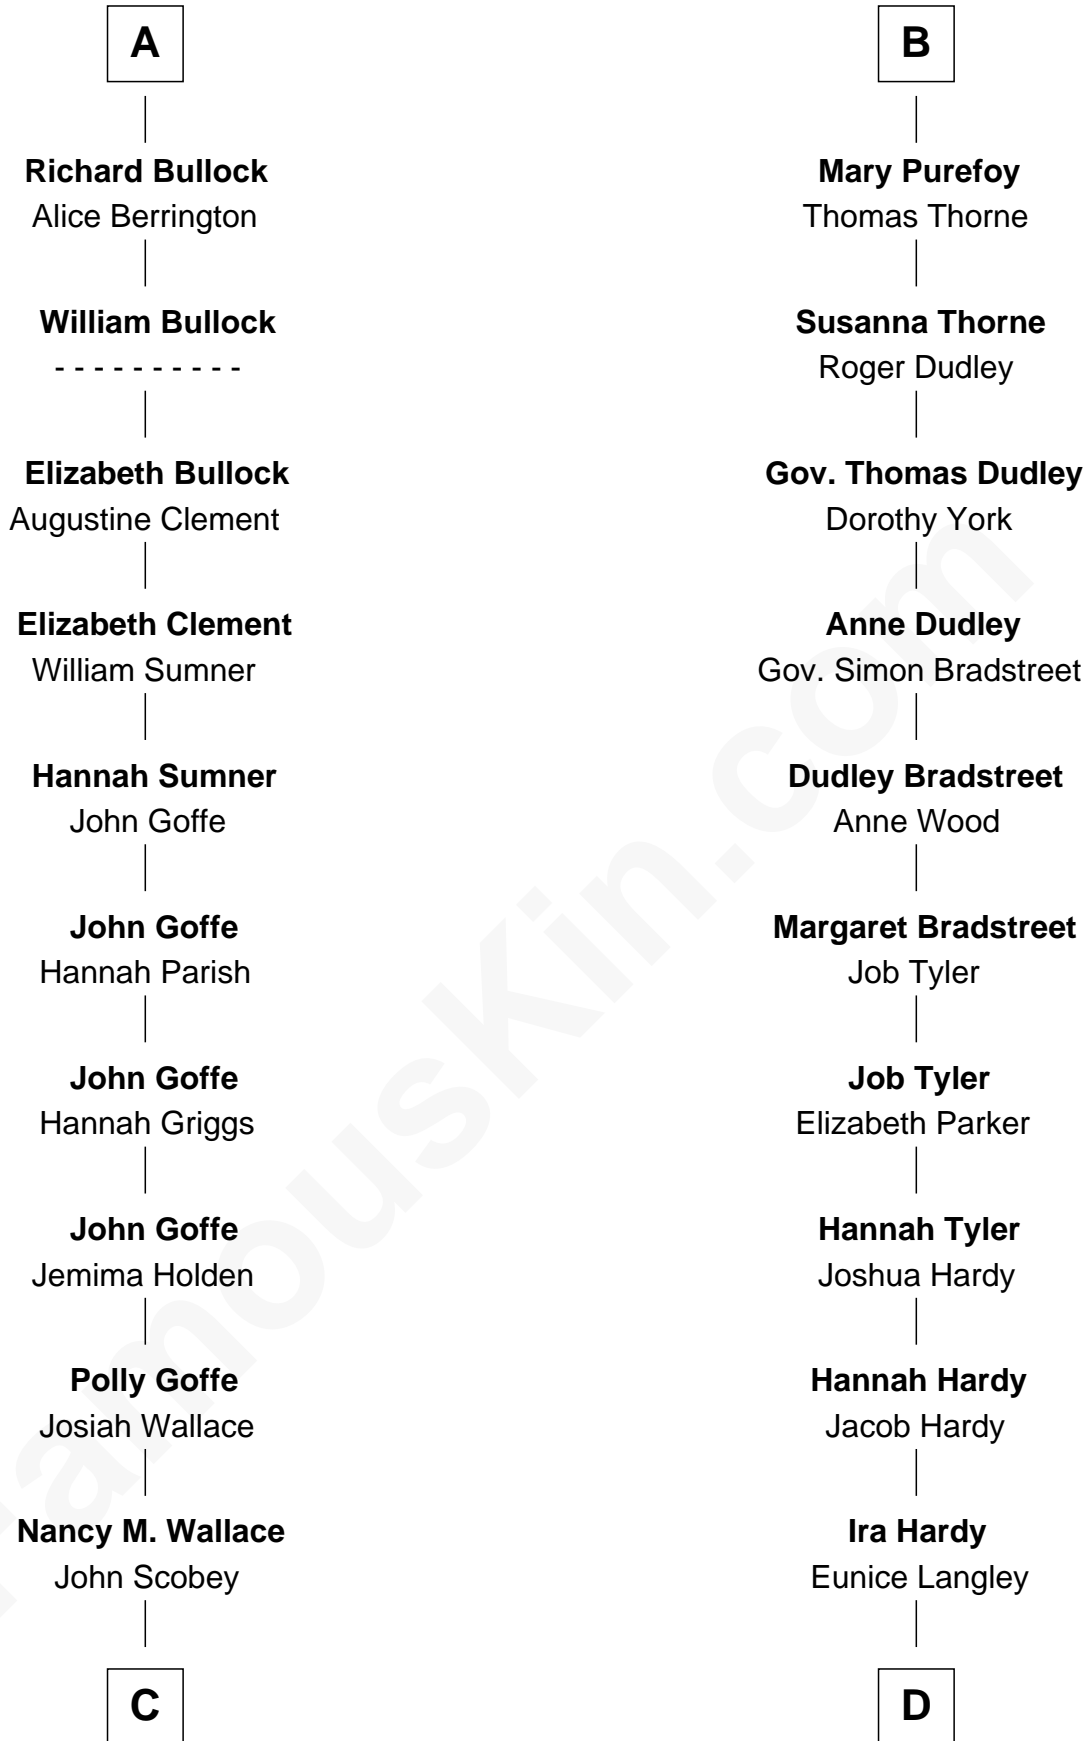 A
Richard Bullock
Alice Berrington
William Bullock
- - - - - - - - - -
Elizabeth Bullock
Augustine Clement
Elizabeth Clement
William Sumner
Hannah Sumner
John Goffe
John Goffe
Hannah Parish
John Goffe
Hannah Griggs
John Goffe
Jemima Holden
Polly Goffe
Josiah Wallace
Nancy M. Wallace
John Scobey
C
B
Mary Purefoy
Thomas Thorne
Susanna Thorne
Roger Dudley
Gov. Thomas Dudley
Dorothy York
Anne Dudley
Gov. Simon Bradstreet
Dudley Bradstreet
Anne Wood
Margaret Bradstreet
Job Tyler
Job Tyler
Elizabeth Parker
Hannah Tyler
Joshua Hardy
Hannah Hardy
Jacob Hardy
Ira Hardy
Eunice Langley
D
FamousKin.com